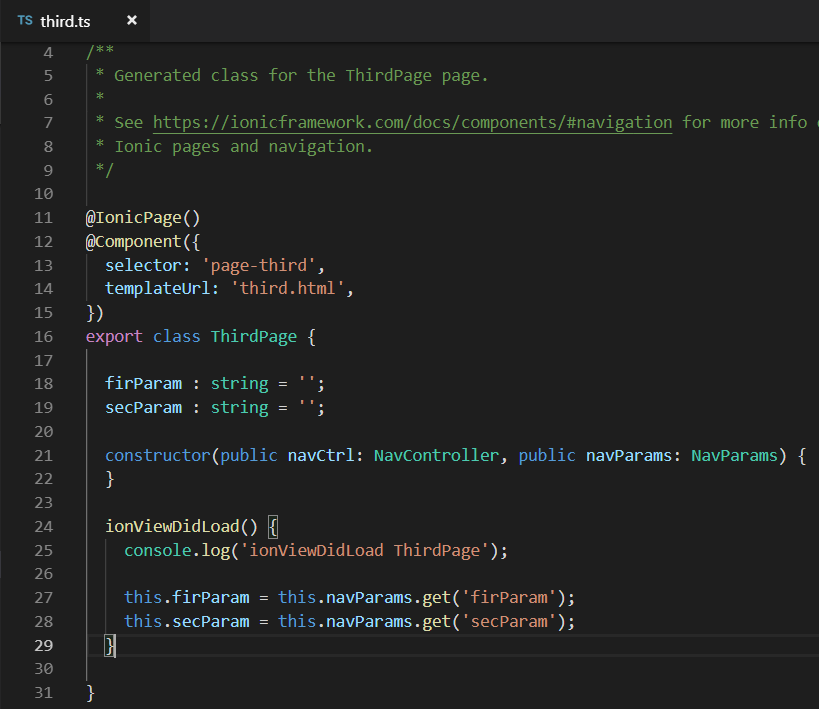 TS third.ts ×
4 /**
5  * Generated class for the ThirdPage page.
6  *
7  * See https://ionicframework.com/docs/components/#navigation for more info
8  * Ionic pages and navigation.
9  */
10
11 @IonicPage()
12 @Component({
13   selector: 'page-third',
14   templateUrl: 'third.html',
15 })
16 export class ThirdPage {
17
18   firParam : string = '';
19   secParam : string = '';
20
21   constructor(public navCtrl: NavController, public navParams: NavParams) {
22   }
23
24   ionViewDidLoad() {
25     console.log('ionViewDidLoad ThirdPage');
26
27     this.firParam = this.navParams.get('firParam');
28     this.secParam = this.navParams.get('secParam');
29   }
30
31 }